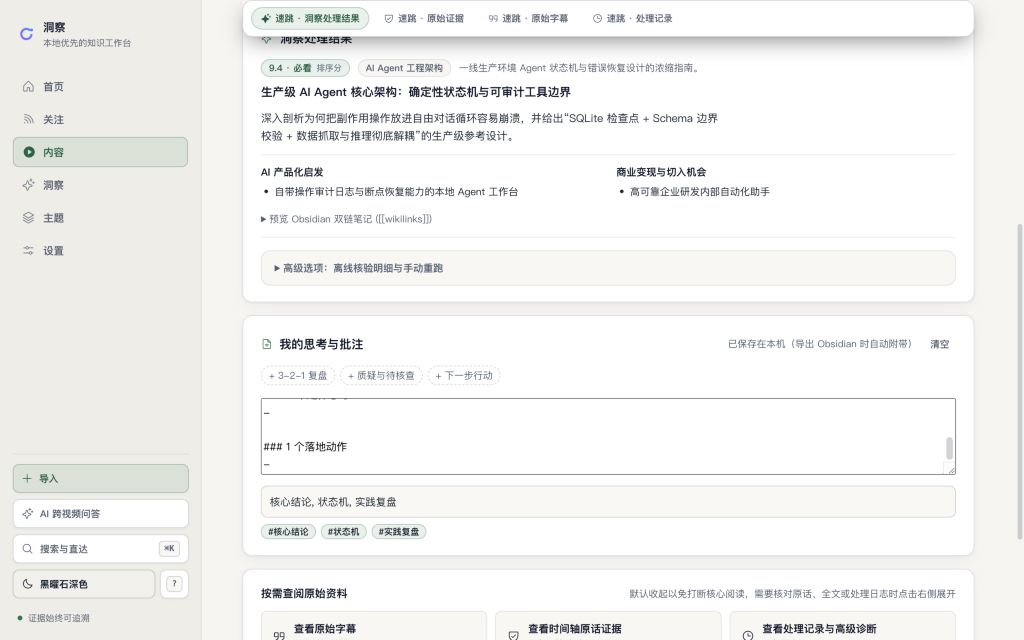 洞察
本地优先的知识工作台
首页
关注
内容
洞察
主题
设置
导入
AI 跨视频问答
搜索与直达 ⌘K
黑曜石深色 ?
证据始终可追溯
速跳 · 洞察处理结果 速跳 · 原始证据 速跳 · 原始字幕 速跳 · 处理记录
洞察处理结果
9.4 · 必看 排序分 AI Agent 工程架构 一线生产环境 Agent 状态机与错误恢复设计的浓缩指南。
生产级 AI Agent 核心架构：确定性状态机与可审计工具边界
深入剖析为何把副作用操作放进自由对话循环容易崩溃，并给出“SQLite 检查点 + Schema 边界
校验 + 数据抓取与推理彻底解耦”的生产级参考设计。
AI 产品化启发
• 自带操作审计日志与断点恢复能力的本地 Agent 工作台
商业变现与切入机会
• 高可靠企业研发内部自动化助手
▶ 预览 Obsidian 双链笔记 ([[wikilinks]])
▶ 高级选项：离线核验明细与手动重跑
我的思考与批注
已保存在本机（导出 Obsidian 时自动附带） 清空
+ 3-2-1 复盘 + 质疑与待核查 + 下一步行动
-
### 1 个落地动作
-
核心结论, 状态机, 实践复盘
#核心结论 #状态机 #实践复盘
按需查阅原始资料
默认收起以免打断核心阅读，需要核对原话、全文或处理日志时点击右侧展开
查看原始字幕 查看时间轴原话证据 查看处理记录与高级诊断